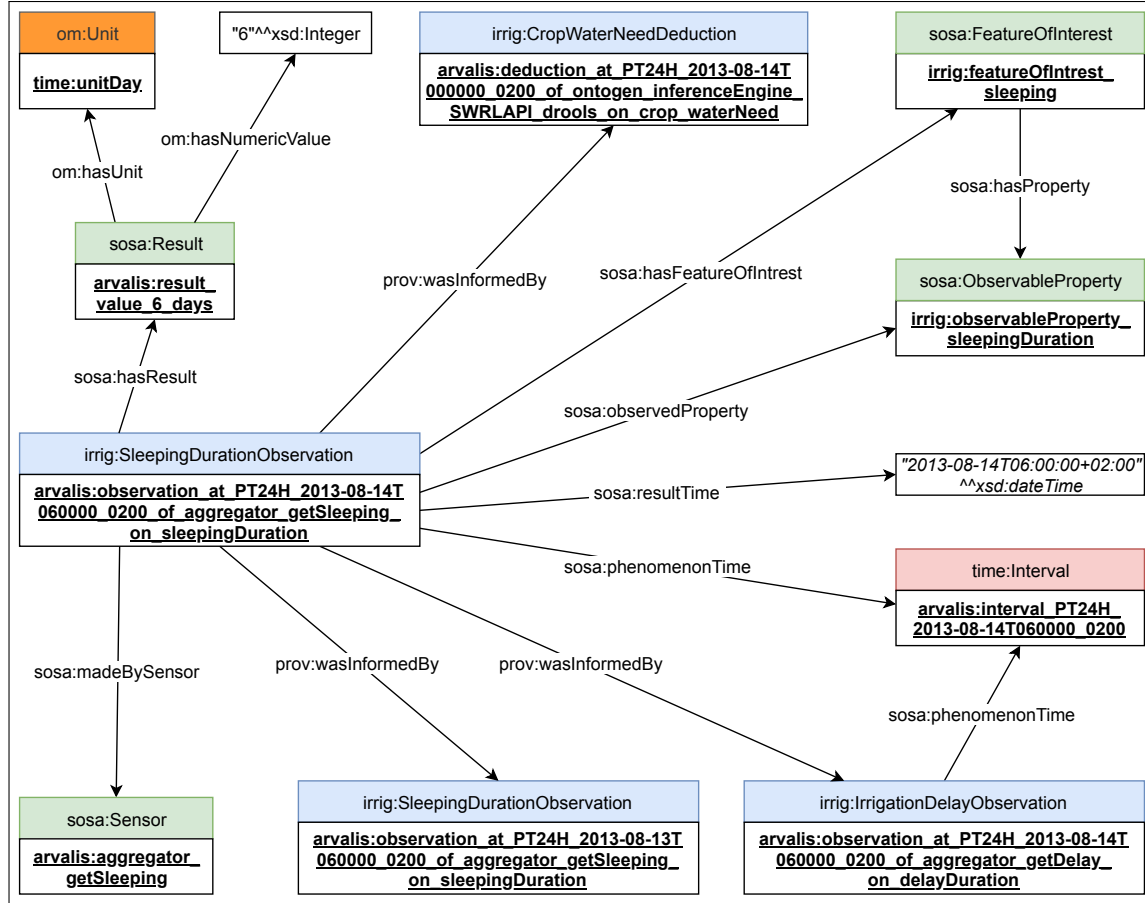 om:Unit
time:unitDay
"6"^^xsd:Integer
irrig:CropWaterNeedDeduction
arvalis:deduction_at_PT24H_2013-08-14T
000000_0200_of_ontogen_inferenceEngine_
SWRLAPI_drools_on_crop_waterNeed
sosa:FeatureOfInterest
irrig:featureOfIntrest_
sleeping
om:hasNumericValue
om:hasUnit
sosa:hasProperty
sosa:Result
arvalis:result_
value_6_days
prov:wasInformedBy
sosa:hasFeatureOfIntrest
sosa:ObservableProperty
irrig:observableProperty_
sleepingDuration
sosa:hasResult
sosa:observedProperty
irrig:SleepingDurationObservation
arvalis:observation_at_PT24H_2013-08-14T
060000_0200_of_aggregator_getSleeping_
on_sleepingDuration
sosa:resultTime
"2013-08-14T06:00:00+02:00"
^^xsd:dateTime
sosa:phenomenonTime
time:Interval
arvalis:interval_PT24H_
2013-08-14T060000_0200
sosa:madeBySensor
prov:wasInformedBy
prov:wasInformedBy
sosa:phenomenonTime
sosa:Sensor
arvalis:aggregator_
getSleeping
irrig:SleepingDurationObservation
arvalis:observation_at_PT24H_2013-08-13T
060000_0200_of_aggregator_getSleeping_
on_sleepingDuration
irrig:IrrigationDelayObservation
arvalis:observation_at_PT24H_2013-08-14T
060000_0200_of_aggregator_getDelay_
on_delayDuration